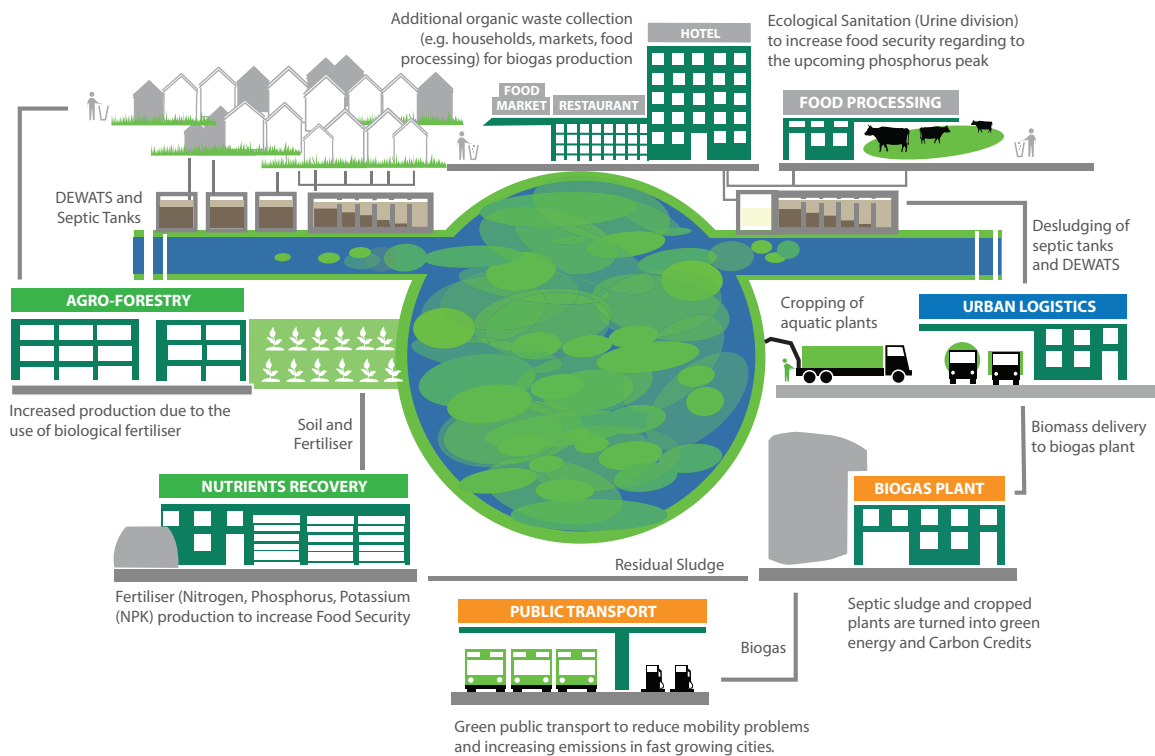 Additional organic waste collection
(e.g. households, markets, food
processing) for biogas production
HOTEL
Ecological Sanitation (Urine division)
to increase food security regarding to
the upcoming phosphorus peak
FOOD
MARKET
RESTAURANT
FOOD PROCESSING
DEWATS and
Septic Tanks
Desludging of
septic tanks
and DEWATS
AGRO-FORESTRY
Cropping of
aquatic plants
URBAN LOGISTICS
Increased production due to the
use of biological fertiliser
Soil and
Fertiliser
Biomass delivery
to biogas plant
NUTRIENTS RECOVERY
BIOGAS PLANT
Residual Sludge
Fertiliser (Nitrogen, Phosphorus, Potassium
(NPK) production to increase Food Security
PUBLIC TRANSPORT
Septic sludge and cropped
plants are turned into green
energy and Carbon Credits
Biogas
Green public transport to reduce mobility problems
and increasing emissions in fast growing cities.